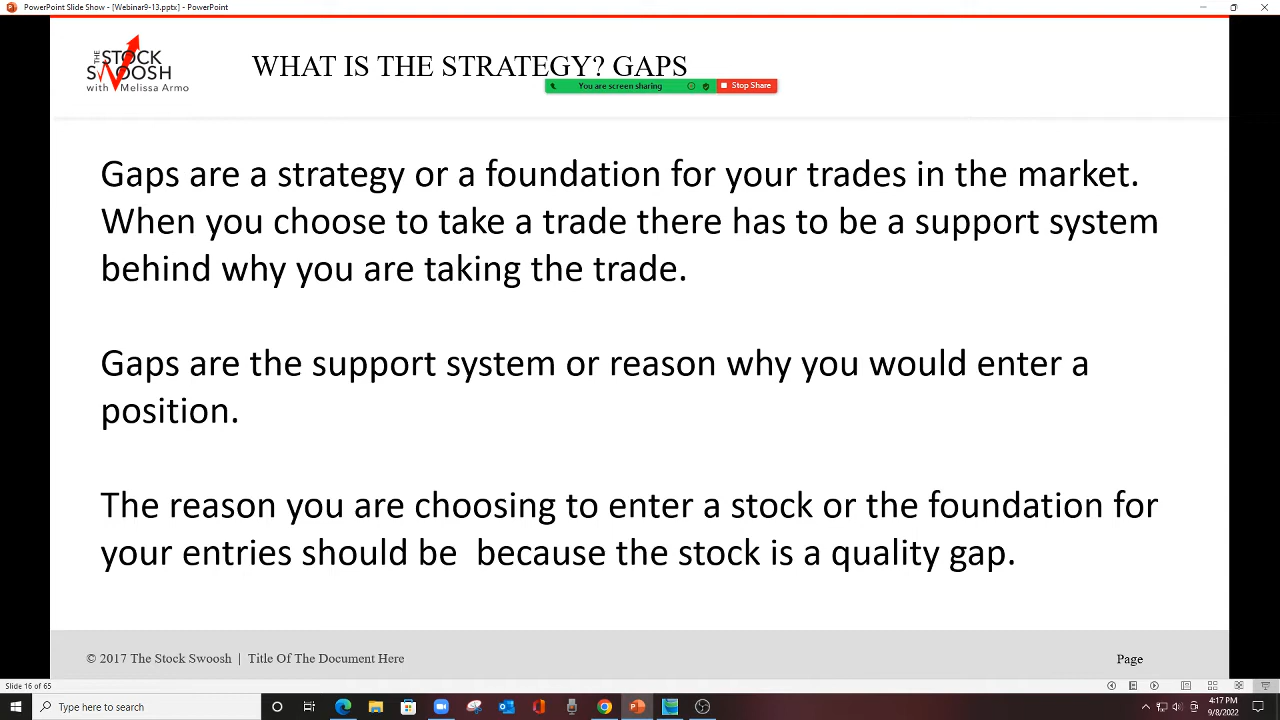 PowerPoint Slide Show - [Webinar9-13.pptx] - PowerPoint
THE
STOCK
SWOOSH
with Melissa Armo
WHAT IS THE STRATEGY? GAPS
You are screen sharing
Stop Share
Gaps are a strategy or a foundation for your trades in the market.
When you choose to take a trade there has to be a support system
behind why you are taking the trade.
Gaps are the support system or reason why you would enter a
position.
The reason you are choosing to enter a stock or the foundation for
your entries should be  because the stock is a quality gap.
© 2017 The Stock Swoosh | Title Of The Document Here
Page
Slide 16 of 65
Type here to search
4:17 PM
9/8/2022